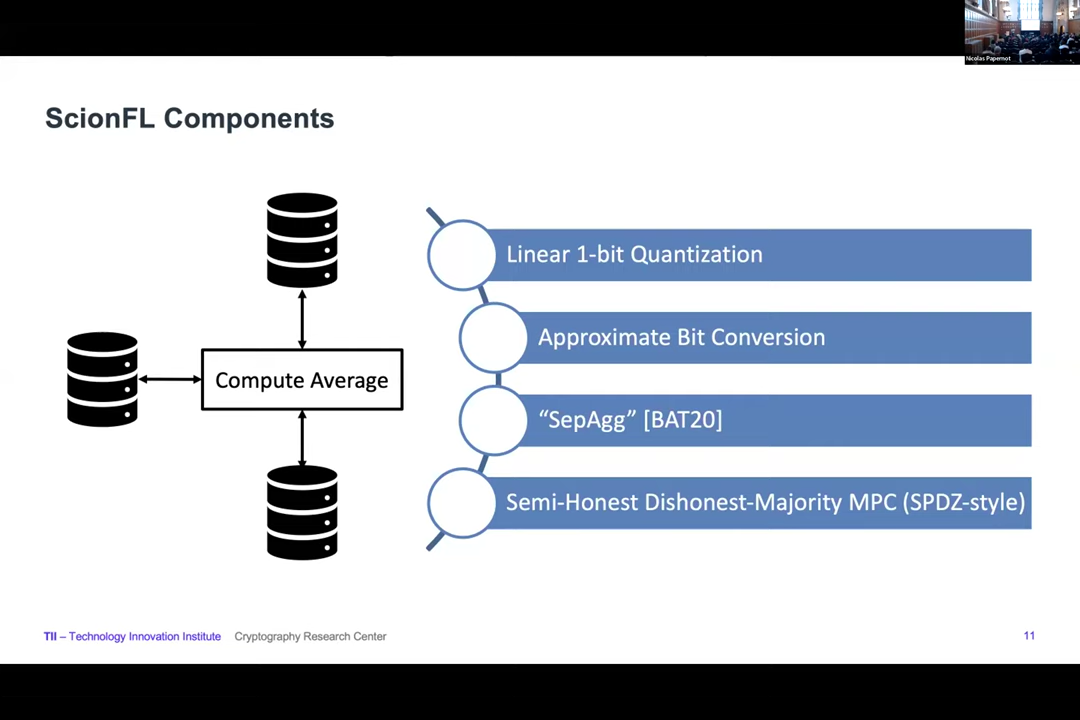 Nicolas Papernot
ScionFL Components
Compute Average
Linear 1-bit Quantization
Approximate Bit Conversion
“SepAgg” [BAT20]
Semi-Honest Dishonest-Majority MPC (SPDZ-style)
TII – Technology Innovation Institute Cryptography Research Center
11